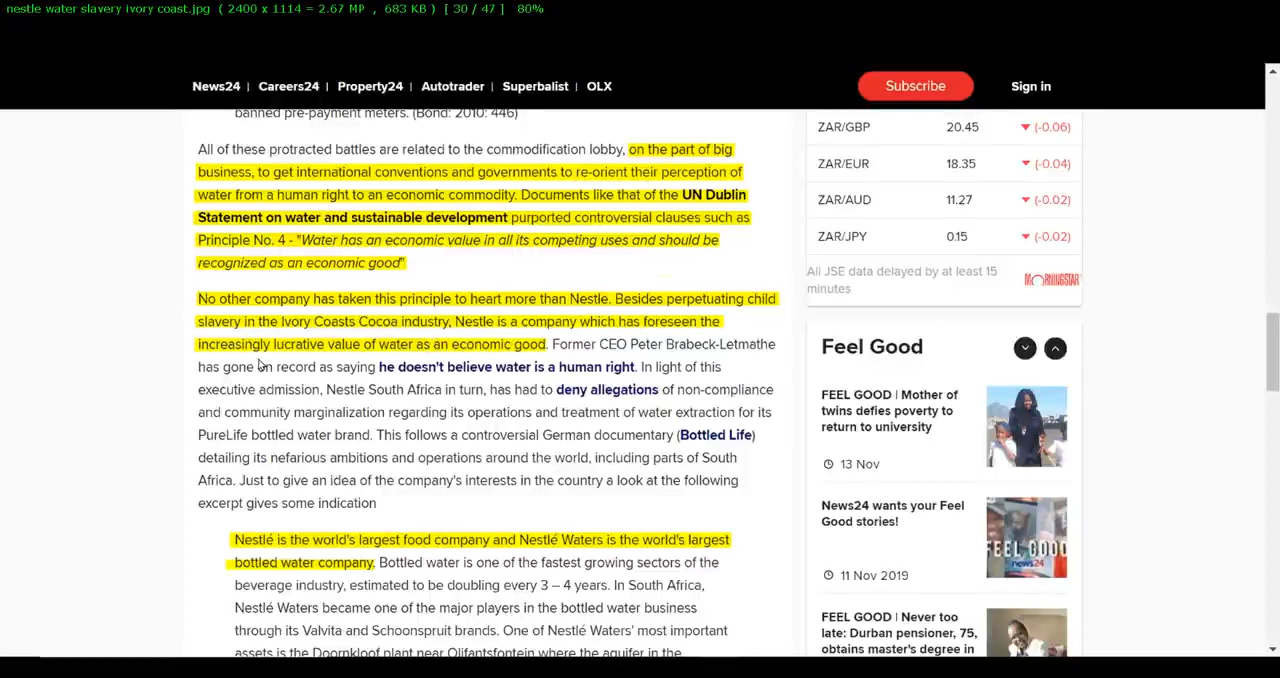 nestle water slavery ivory coast.jpg ( 2400 x 1114 = 2.67 MP , 683 KB ) [ 30 / 47 ] 80%
News24 | Careers24 | Property24 | Autotrader | Superbalist | OLX
Subscribe
Sign in
banned pre-payment meters. (Bond: 2010: 446)
All of these protracted battles are related to the commodification lobby, on the part of big
business, to get international conventions and governments to re-orient their perception of
water from a human right to an economic commodity. Documents like that of the UN Dublin
Statement on water and sustainable development purported controversial clauses such as
Principle No. 4 - "Water has an economic value in all its competing uses and should be
recognized as an economic good"
No other company has taken this principle to heart more than Nestle. Besides perpetuating child
slavery in the Ivory Coasts Cocoa industry, Nestle is a company which has foreseen the
increasingly lucrative value of water as an economic good. Former CEO Peter Brabeck-Letmathe
has gone on record as saying he doesn't believe water is a human right. In light of this
executive admission, Nestle South Africa in turn, has had to deny allegations of non-compliance
and community marginalization regarding its operations and treatment of water extraction for its
PureLife bottled water brand. This follows a controversial German documentary (Bottled Life)
detailing its nefarious ambitions and operations around the world, including parts of South
Africa. Just to give an idea of the company's interests in the country a look at the following
excerpt gives some indication
Nestlé is the world's largest food company and Nestlé Waters is the world's largest
bottled water company. Bottled water is one of the fastest growing sectors of the
beverage industry, estimated to be doubling every 3 – 4 years. In South Africa,
Nestlé Waters became one of the major players in the bottled water business
through its Valvita and Schoonspruit brands. One of Nestlé Waters' most important
assets is the Doornkloof plant near Olifantsfontein where the aquifer in the
ZAR/GBP 20.45 (-0.06)
ZAR/EUR 18.35 (-0.04)
ZAR/AUD 11.27 (-0.02)
ZAR/JPY 0.15 (-0.02)
All JSE data delayed by at least 15
minutes
MORNINGSTAR
Feel Good
FEEL GOOD | Mother of
twins defies poverty to
return to university
13 Nov
News24 wants your Feel
Good stories!
FEEL GOOD
news24
11 Nov 2019
FEEL GOOD | Never too
late: Durban pensioner, 75,
obtains master's degree in